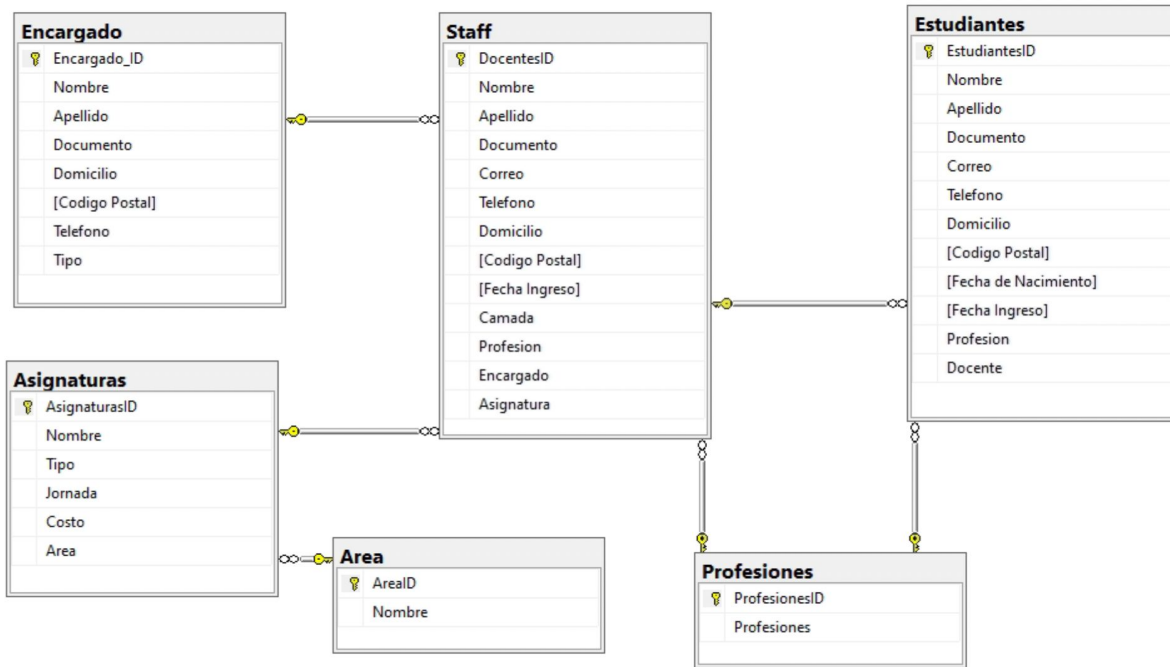 Encargado
Encargado_ID
Nombre
Apellido
Documento
Domicilio
[Codigo Postal]
Telefono
Tipo
Staff
DocentesID
Nombre
Apellido
Documento
Correo
Telefono
Domicilio
[Codigo Postal]
[Fecha Ingreso]
Camada
Profesion
Encargado
Asignatura
Estudiantes
EstudiantesID
Nombre
Apellido
Documento
Correo
Telefono
Domicilio
[Codigo Postal]
[Fecha de Nacimiento]
[Fecha Ingreso]
Profesion
Docente
Asignaturas
AsignaturasID
Nombre
Tipo
Jornada
Costo
Area
Area
AreaID
Nombre
Profesiones
ProfesionesID
Profesiones